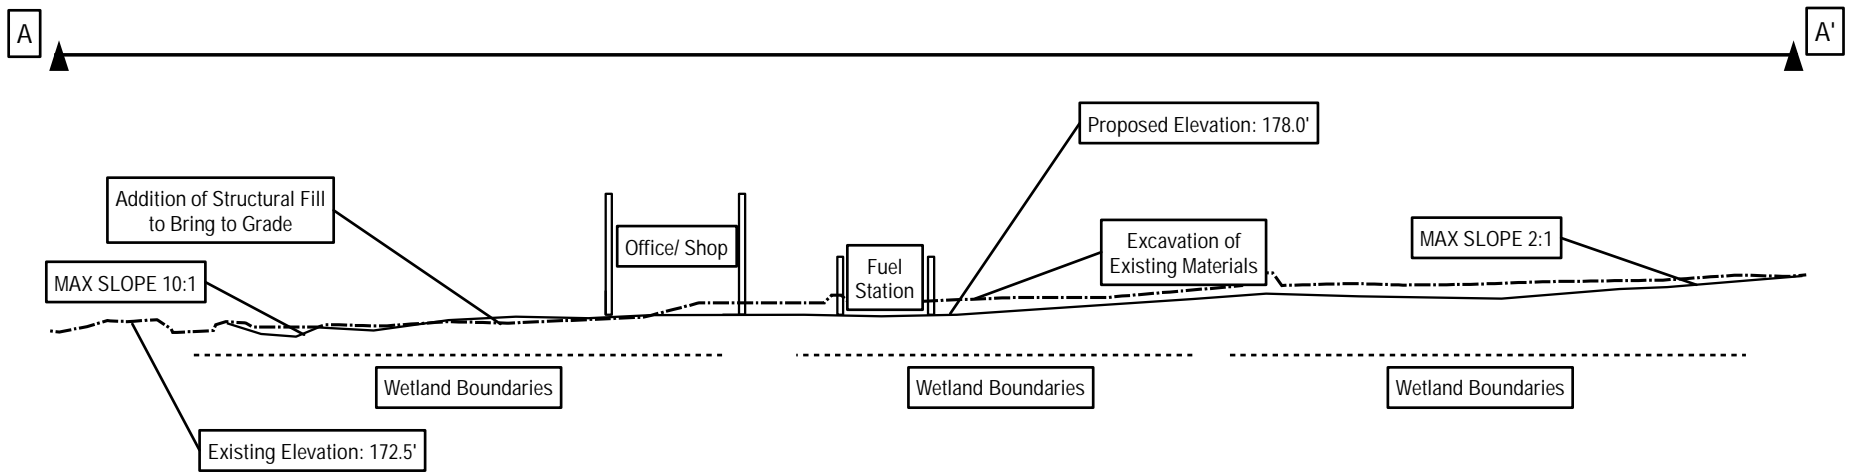 A
A'
Proposed Elevation: 178.0'
Addition of Structural Fill
to Bring to Grade
Office/ Shop
Fuel
Station
Excavation of
Existing Materials
MAX SLOPE 2:1
MAX SLOPE 10:1
Wetland Boundaries
Wetland Boundaries
Wetland Boundaries
Existing Elevation: 172.5'